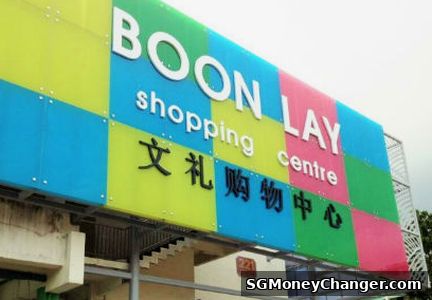 BOON LAY
shopping centre
文礼购物中心
SGMoneyChanger.com